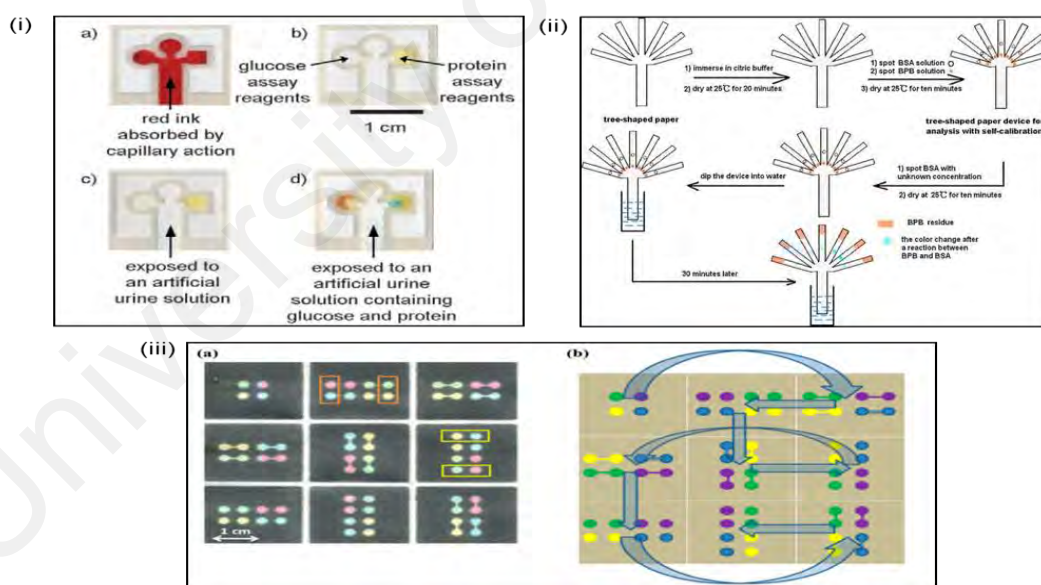 (i)
a)
b)
glucose
assay
reagents
protein
assay
reagents
1 cm
red ink
absorbed by
capillary action
c)
d)
exposed to
an artificial
urine solution
exposed to an
artificial urine
solution containing
glucose and protein
(ii)
1) immerse in citric buffer
2) dry at 25℃ for 20 minutes
1) spot BSA solution
2) spot BPB solution
3) dry at 25℃ for ten minutes
tree-shaped paper
tree-shaped paper device for
analysis with self-calibration
1) spot BSA with
unknown concentration
2) dry at 25℃ for ten minutes
dip the device into water
BPB residue
the color change after
a reaction between
BPB and BSA
30 minutes later
(iii)
(a)
(b)
1 cm
University